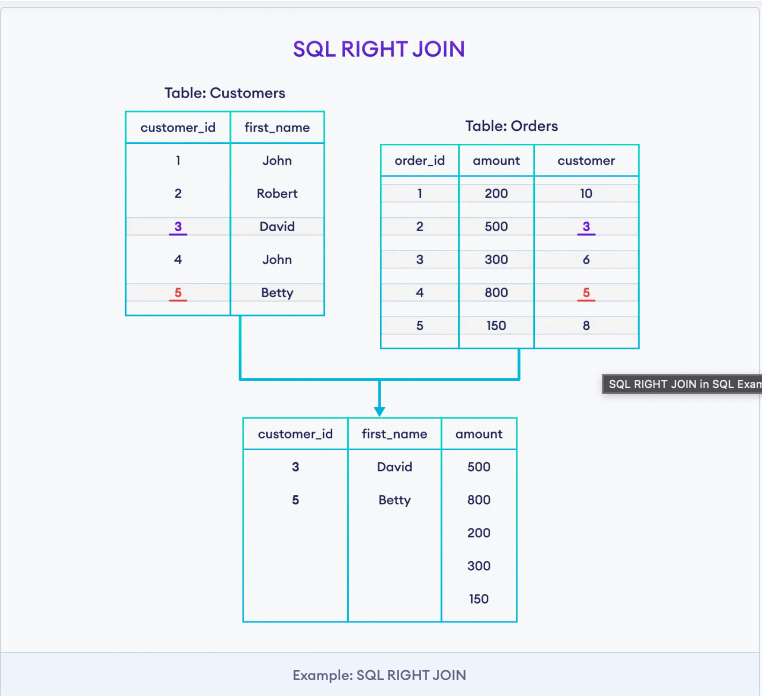 SQL RIGHT JOIN
Table: Customers
customer_id first_name
1 John
2 Robert
3 David
4 John
5 Betty
Table: Orders
order_id amount customer
1 200 10
2 500 3
3 300 6
4 800 5
5 150 8
SQL RIGHT JOIN in SQL Exam
customer_id first_name amount
3 David 500
5 Betty 800
200
300
150
Example: SQL RIGHT JOIN